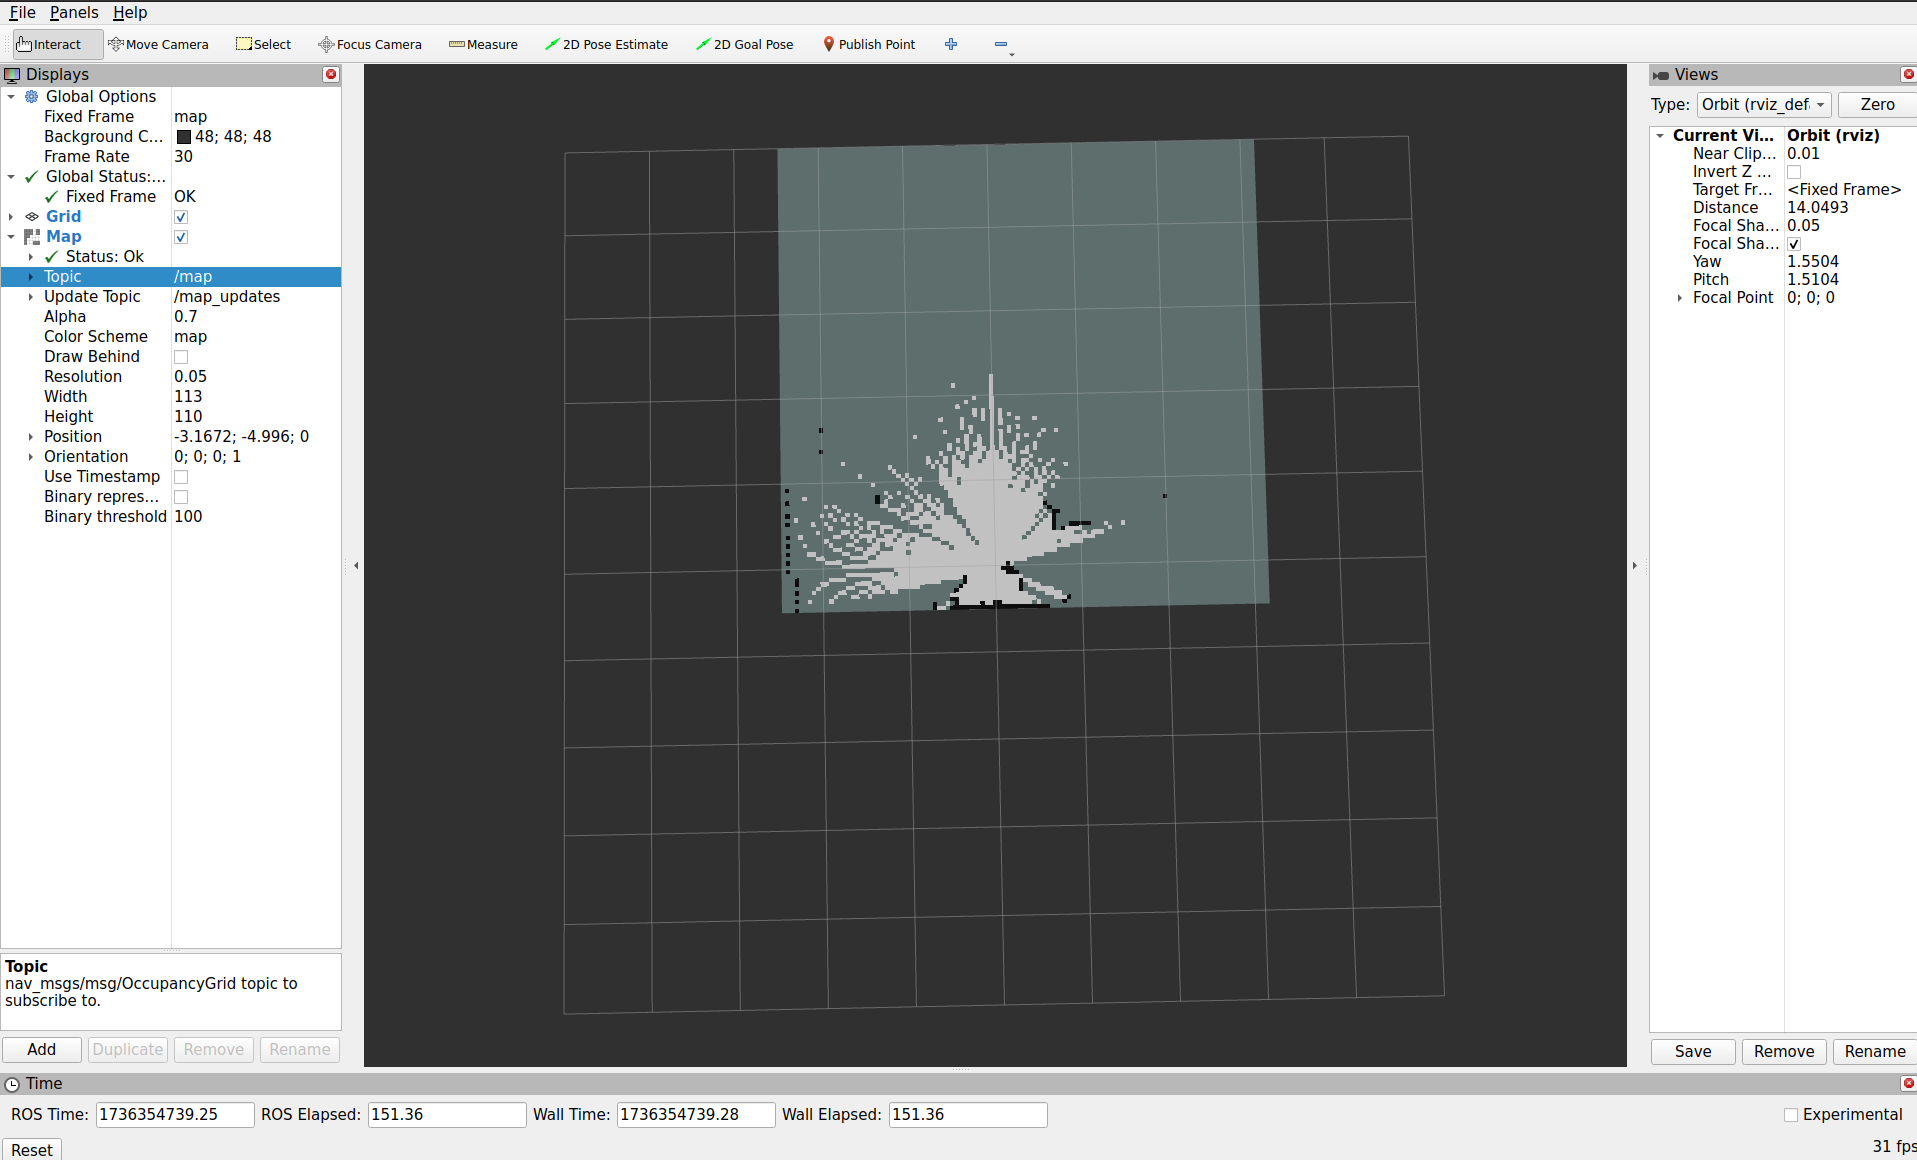 File Panels Help
Interact Move Camera Select Focus Camera Measure 2D Pose Estimate 2D Goal Pose Publish Point
Displays
Global Options
Fixed Frame map
Background C... 48; 48; 48
Frame Rate 30
Global Status:...
Fixed Frame OK
Grid
Map
Status: Ok
Topic /map
Update Topic /map_updates
Alpha 0.7
Color Scheme map
Draw Behind
Resolution 0.05
Width 113
Height 110
Position -3.1672; -4.996; 0
Orientation 0; 0; 0; 1
Use Timestamp
Binary repres...
Binary threshold 100
Topic
nav_msgs/msg/OccupancyGrid topic to
subscribe to.
Add Duplicate Remove Rename
Views
Type: Orbit (rviz_def Zero
Current Vi... Orbit (rviz)
Near Clip... 0.01
Invert Z ...
Target Fr... <Fixed Frame>
Distance 14.0493
Focal Sha... 0.05
Focal Sha...
Yaw 1.5504
Pitch 1.5104
Focal Point 0; 0; 0
Save Remove Rename
Time
ROS Time: 1736354739.25 ROS Elapsed: 151.36 Wall Time: 1736354739.28 Wall Elapsed: 151.36 Experimental
Reset 31 fps